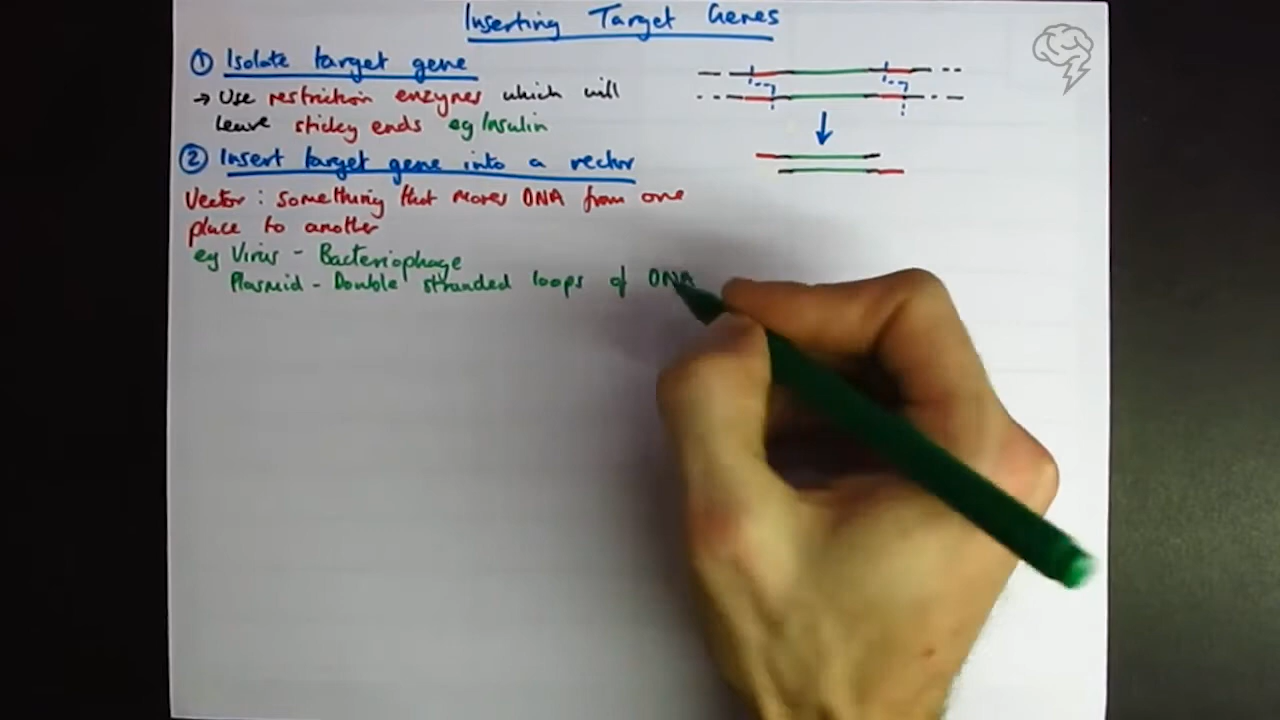 Inserting Target Genes
① Isolate target gene
→ Use restriction enzymes which will
leave sticky ends eg Insulin
② Insert target gene into a vector
Vector : something that moves DNA from one
place to another
eg Virus - Bacteriophage
Plasmid - Double stranded loops of DNA